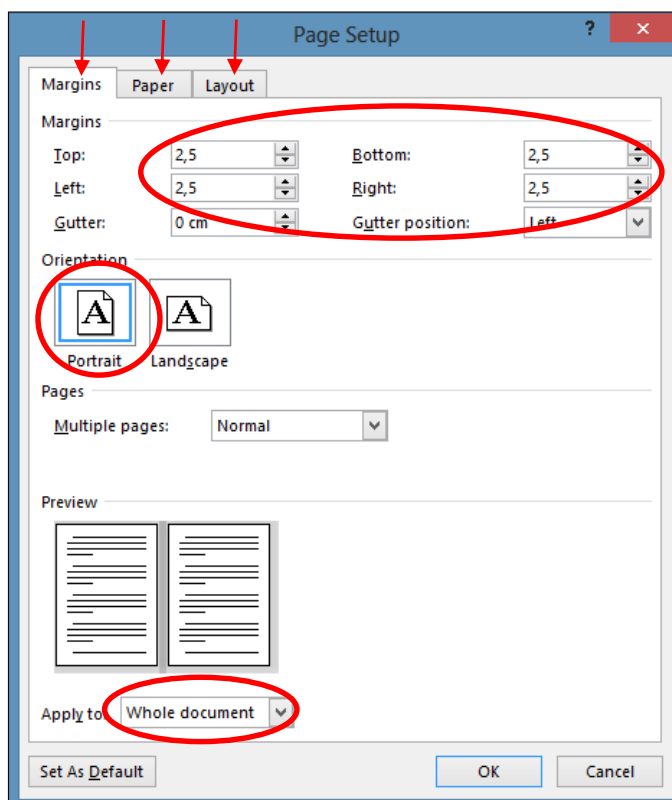 Page Setup ? ×
Margins Paper Layout
Margins
Top: 2,5 Bottom: 2,5
Left: 2,5 Right: 2,5
Gutter: 0 cm Gutter position: Left
Orientation
A A
Portrait Landscape
Pages
Multiple pages: Normal
Preview
Apply to: Whole document
Set As Default OK Cancel